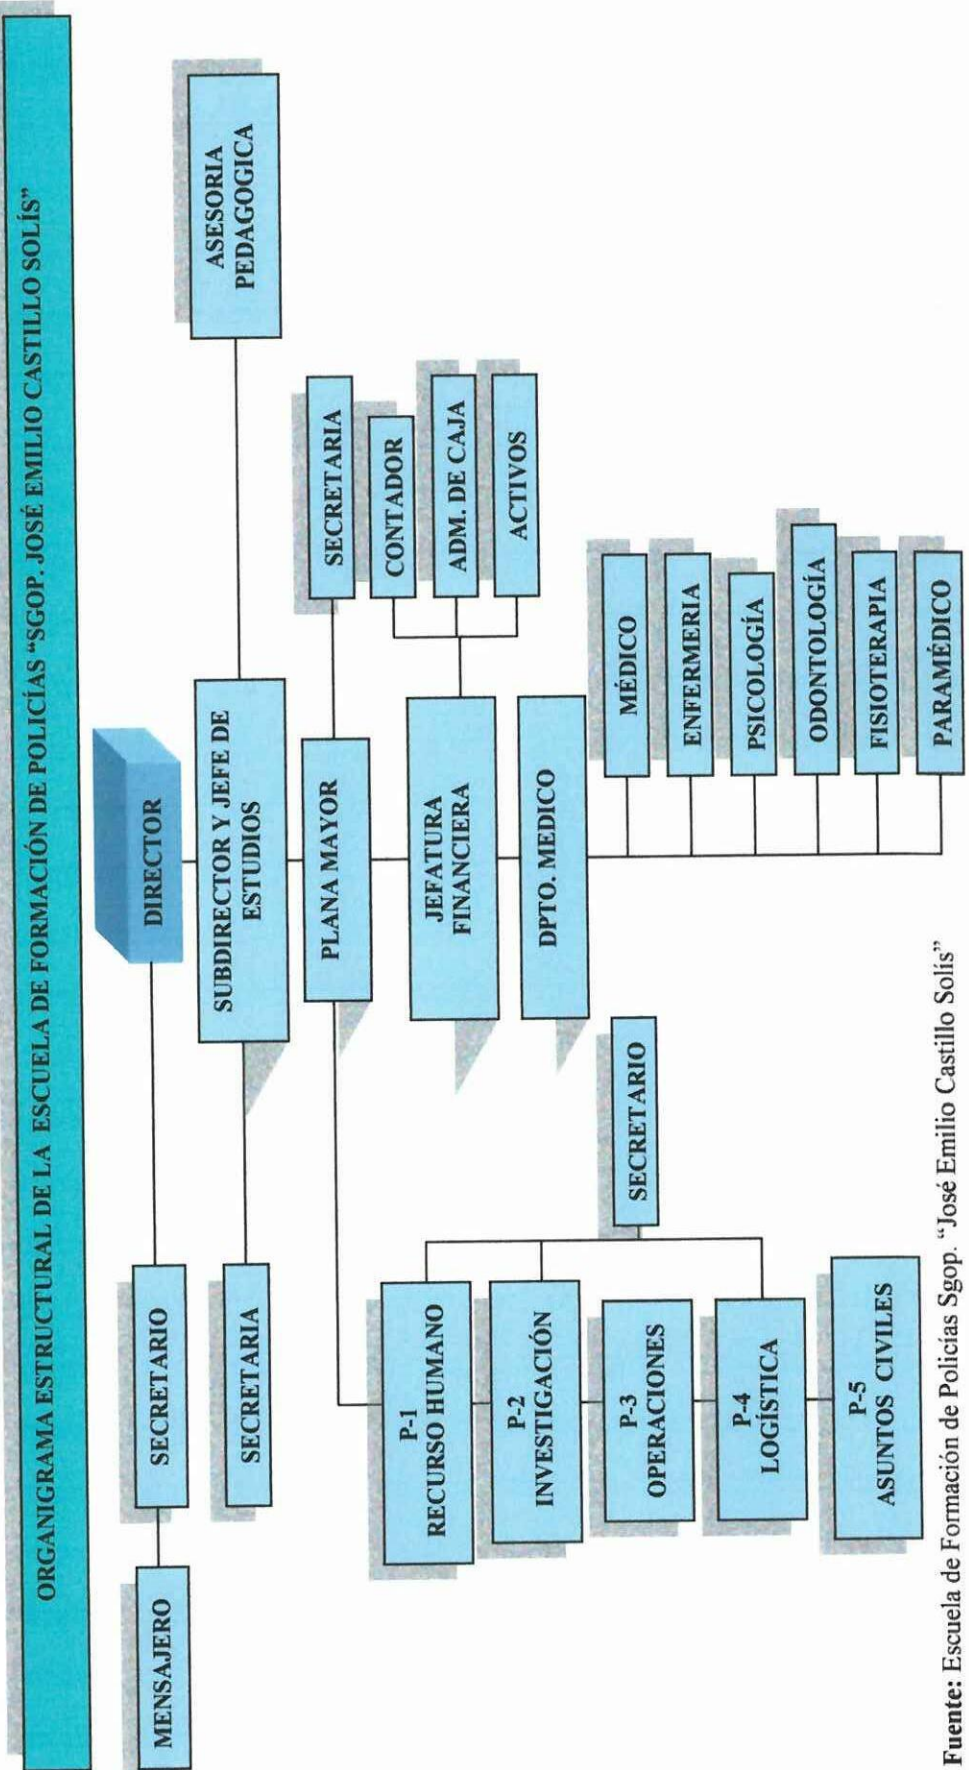 ORGANIGRAMA ESTRUCTURAL DE LA ESCUELA DE FORMACIÓN DE POLICÍAS “SGOP. JOSÉ EMILIO CASTILLO SOLÍS”
DIRECTOR
MENSAJERO
SECRETARIO
SUBDIRECTOR Y JEFE DE
ESTUDIOS
SECRETARIA
ASESORIA
PEDAGOGICA
PLANA MAYOR
SECRETARIA
JEFATURA
FINANCIERA
CONTADOR
ADM. DE CAJA
ACTIVOS
DPTO. MEDICO
MÉDICO
ENFERMERIA
PSICOLOGÍA
ODONTOLOGÍA
FISIOTERAPIA
PARAMÉDICO
P-1
RECURSO HUMANO
P-2
INVESTIGACIÓN
P-3
OPERACIONES
P-4
LOGÍSTICA
P-5
ASUNTOS CIVILES
SECRETARIO
Fuente: Escuela de Formación de Policías Sgop. “José Emilio Castillo Solís”